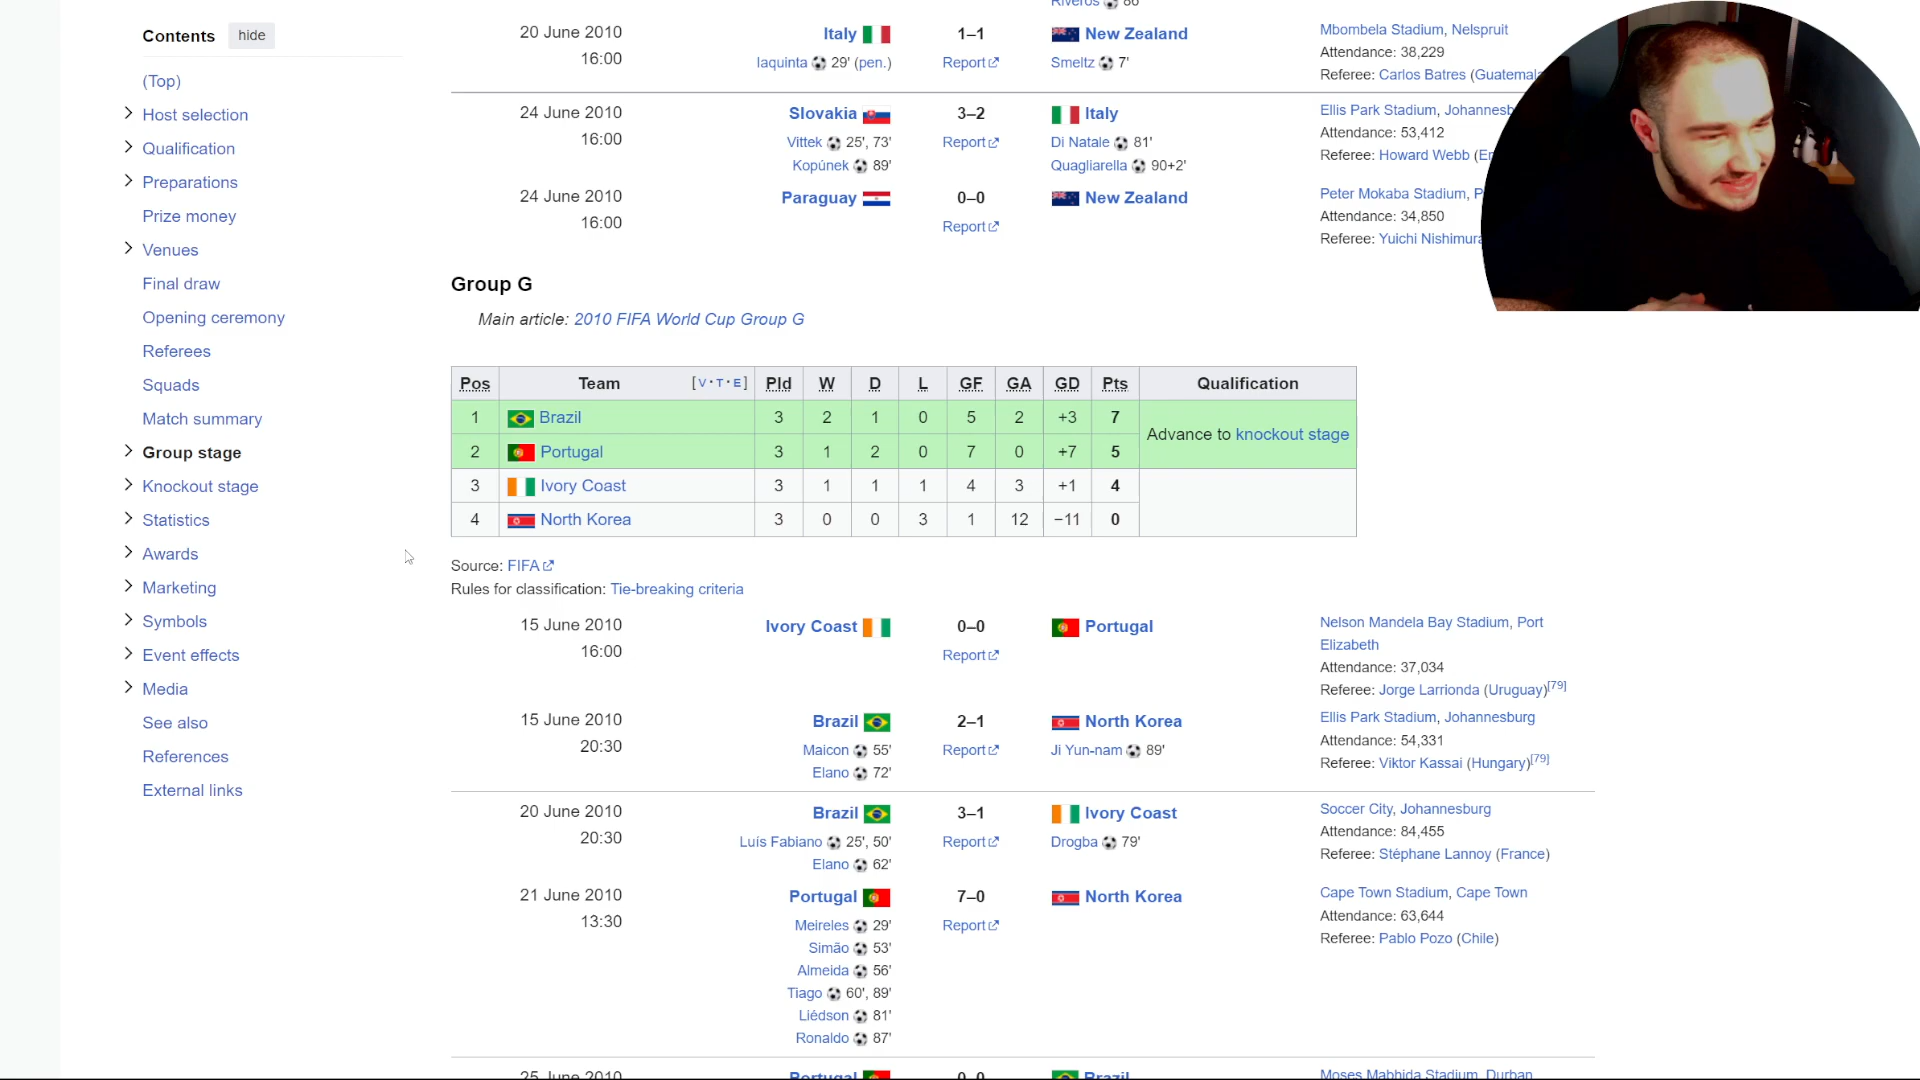 Contents hide
(Top)
Host selection
Qualification
Preparations
Prize money
Venues
Final draw
Opening ceremony
Referees
Squads
Match summary
Group stage
Knockout stage
Statistics
Awards
Marketing
Symbols
Event effects
Media
See also
References
External links
Riveros 86'
20 June 2010
16:00
Italy 1–1 New Zealand
Iaquinta 29' (pen.) Report Smeltz 7'
Mbombela Stadium, Nelspruit
Attendance: 38,229
Referee: Carlos Batres (Guatemala
24 June 2010
16:00
Slovakia 3–2 Italy
Vittek 25', 73' Report Di Natale 81'
Kopúnek 89' Quagliarella 90+2'
Ellis Park Stadium, Johannesb
Attendance: 53,412
Referee: Howard Webb (En
24 June 2010
16:00
Paraguay 0–0 New Zealand
Report
Peter Mokaba Stadium, P
Attendance: 34,850
Referee: Yuichi Nishimura
Group G
Main article: 2010 FIFA World Cup Group G
Pos Team [V·T·E] Pld W D L GF GA GD Pts Qualification
1 Brazil 3 2 1 0 5 2 +3 7 Advance to knockout stage
2 Portugal 3 1 2 0 7 0 +7 5
3 Ivory Coast 3 1 1 1 4 3 +1 4
4 North Korea 3 0 0 3 1 12 −11 0
Source: FIFA
Rules for classification: Tie-breaking criteria
15 June 2010
16:00
Ivory Coast 0–0 Portugal
Report
Nelson Mandela Bay Stadium, Port
Elizabeth
Attendance: 37,034
Referee: Jorge Larrionda (Uruguay)[79]
15 June 2010
20:30
Brazil 2–1 North Korea
Maicon 55' Report Ji Yun-nam 89'
Elano 72'
Ellis Park Stadium, Johannesburg
Attendance: 54,331
Referee: Viktor Kassai (Hungary)[79]
20 June 2010
20:30
Brazil 3–1 Ivory Coast
Luís Fabiano 25', 50' Report Drogba 79'
Elano 62'
Soccer City, Johannesburg
Attendance: 84,455
Referee: Stéphane Lannoy (France)
21 June 2010
13:30
Portugal 7–0 North Korea
Meireles 29' Report
Simão 53'
Almeida 56'
Tiago 60', 89'
Liédson 81'
Ronaldo 87'
Cape Town Stadium, Cape Town
Attendance: 63,644
Referee: Pablo Pozo (Chile)
25 June 2010 Portugal 0–0 Brazil Moses Mabhida Stadium, Durban